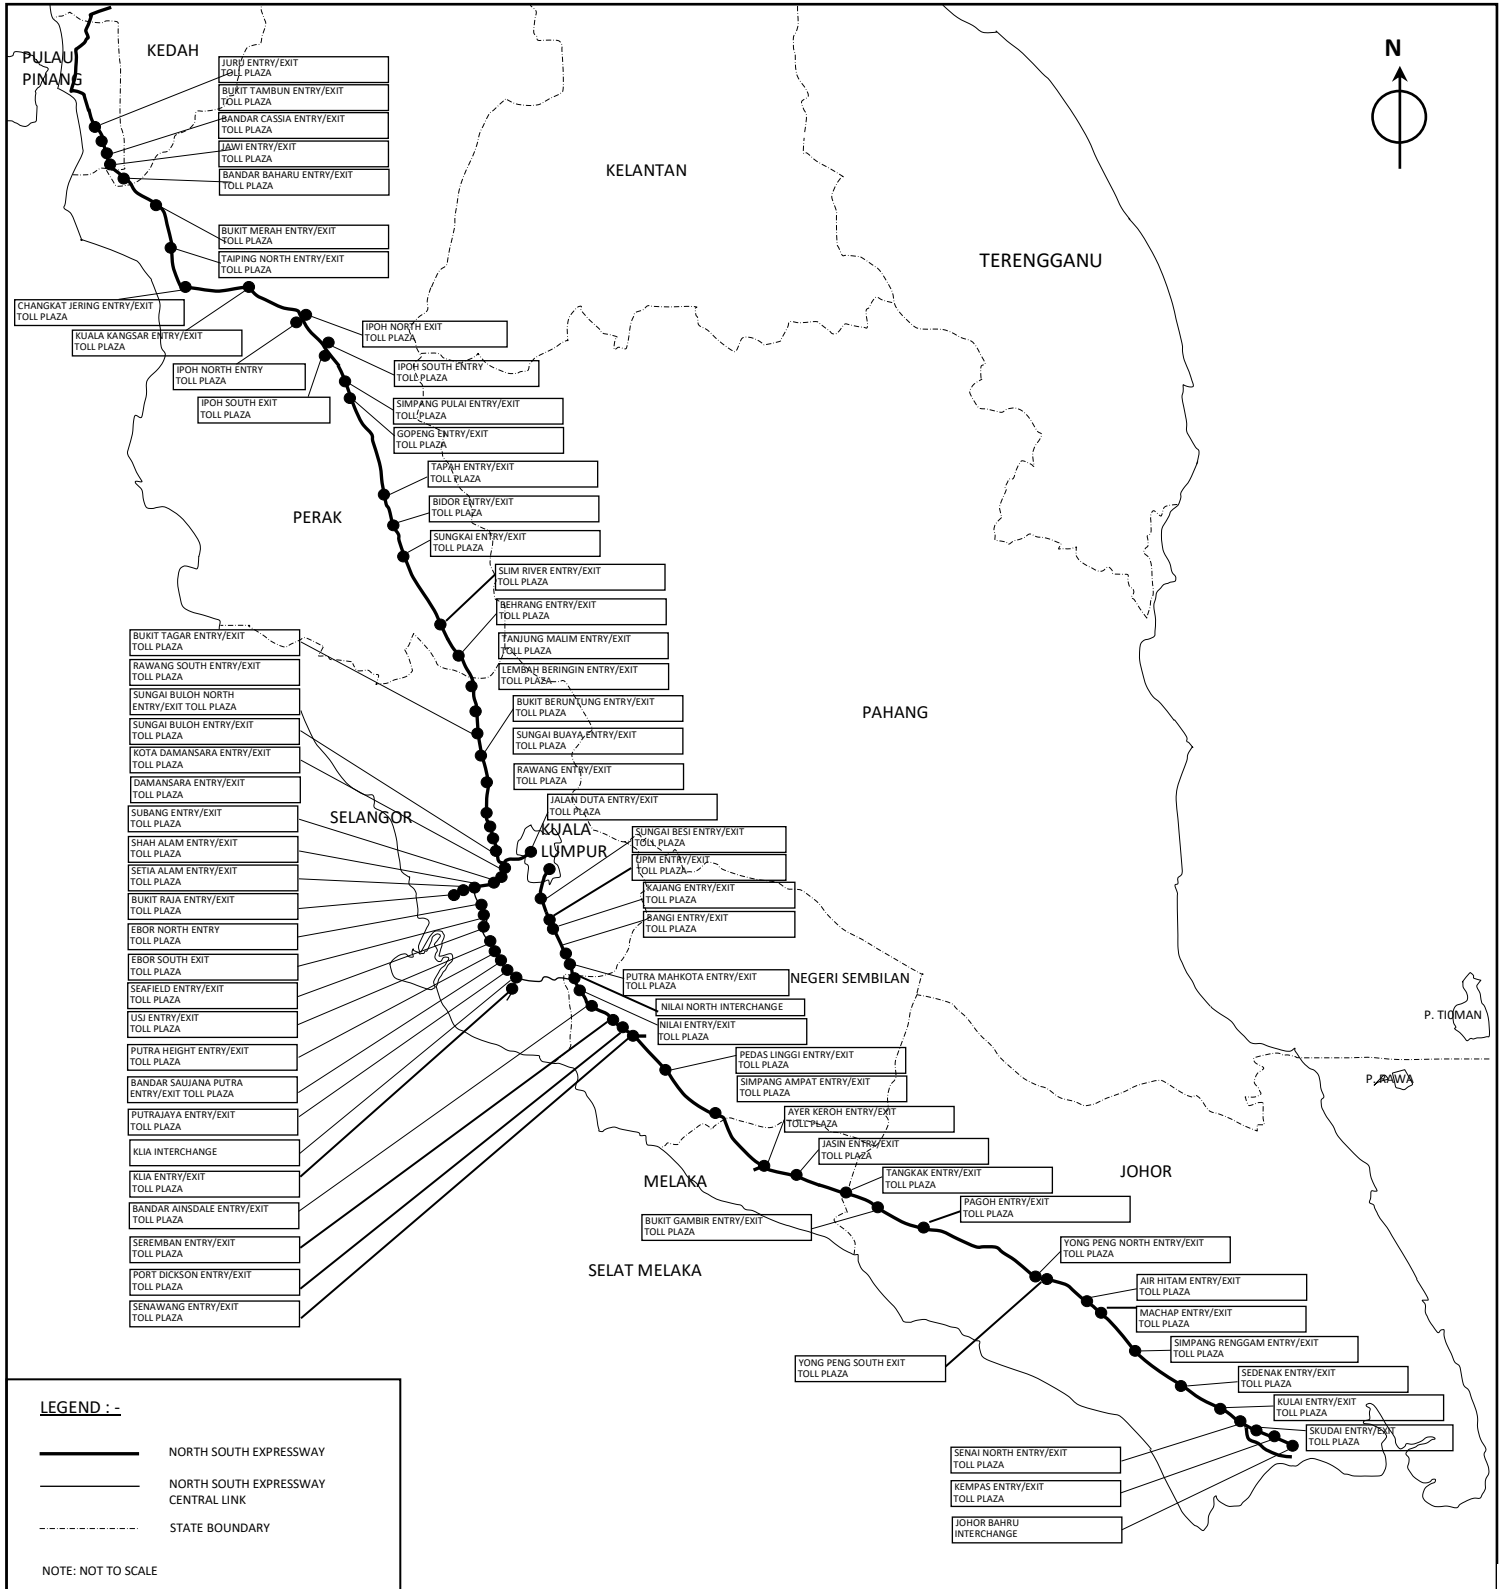 PULAU
PINANG
KEDAH
N
JURU ENTRY/EXIT
TOLL PLAZA
BUKIT TAMBUN ENTRY/EXIT
TOLL PLAZA
BANDAR CASSIA ENTRY/EXIT
TOLL PLAZA
JAWI ENTRY/EXIT
TOLL PLAZA
BANDAR BAHARU ENTRY/EXIT
TOLL PLAZA
KELANTAN
BUKIT MERAH ENTRY/EXIT
TOLL PLAZA
TAIPING NORTH ENTRY/EXIT
TOLL PLAZA
TERENGGANU
CHANGKAT JERING ENTRY/EXIT
TOLL PLAZA
KUALA KANGSAR ENTRY/EXIT
TOLL PLAZA
IPOH NORTH EXIT
TOLL PLAZA
IPOH NORTH ENTRY
TOLL PLAZA
IPOH SOUTH ENTRY
TOLL PLAZA
IPOH SOUTH EXIT
TOLL PLAZA
SIMPANG PULAI ENTRY/EXIT
TOLL PLAZA
GOPENG ENTRY/EXIT
TOLL PLAZA
TAPAH ENTRY/EXIT
TOLL PLAZA
BIDOR ENTRY/EXIT
TOLL PLAZA
PERAK
SUNGKAI ENTRY/EXIT
TOLL PLAZA
SLIM RIVER ENTRY/EXIT
TOLL PLAZA
BEHRANG ENTRY/EXIT
TOLL PLAZA
TANJUNG MALIM ENTRY/EXIT
TOLL PLAZA
LEMBAH BERINGIN ENTRY/EXIT
TOLL PLAZA
BUKIT BERUNTUNG ENTRY/EXIT
TOLL PLAZA
SUNGAI BUAYA ENTRY/EXIT
TOLL PLAZA
RAWANG ENTRY/EXIT
TOLL PLAZA
JALAN DUTA ENTRY/EXIT
TOLL PLAZA
PAHANG
BUKIT TAGAR ENTRY/EXIT
TOLL PLAZA
RAWANG SOUTH ENTRY/EXIT
TOLL PLAZA
SUNGAI BULOH NORTH
ENTRY/EXIT TOLL PLAZA
SUNGAI BULOH ENTRY/EXIT
TOLL PLAZA
KOTA DAMANSARA ENTRY/EXIT
TOLL PLAZA
DAMANSARA ENTRY/EXIT
TOLL PLAZA
SUBANG ENTRY/EXIT
TOLL PLAZA
SHAH ALAM ENTRY/EXIT
TOLL PLAZA
SETIA ALAM ENTRY/EXIT
TOLL PLAZA
BUKIT RAJA ENTRY/EXIT
TOLL PLAZA
EBOR NORTH ENTRY
TOLL PLAZA
EBOR SOUTH EXIT
TOLL PLAZA
SEAFIELD ENTRY/EXIT
TOLL PLAZA
USJ ENTRY/EXIT
TOLL PLAZA
PUTRA HEIGHT ENTRY/EXIT
TOLL PLAZA
BANDAR SAUJANA PUTRA
ENTRY/EXIT TOLL PLAZA
PUTRAJAYA ENTRY/EXIT
TOLL PLAZA
KLIA INTERCHANGE
KLIA ENTRY/EXIT
TOLL PLAZA
BANDAR AINSDALE ENTRY/EXIT
TOLL PLAZA
SEREMBAN ENTRY/EXIT
TOLL PLAZA
PORT DICKSON ENTRY/EXIT
TOLL PLAZA
SENAWANG ENTRY/EXIT
TOLL PLAZA
SELANGOR
KUALA
LUMPUR
SUNGAI BESI ENTRY/EXIT
TOLL PLAZA
UPM ENTRY/EXIT
TOLL PLAZA
KAJANG ENTRY/EXIT
TOLL PLAZA
BANGI ENTRY/EXIT
TOLL PLAZA
PUTRA MAHKOTA ENTRY/EXIT
TOLL PLAZA
NEGERI SEMBILAN
NILAI NORTH INTERCHANGE
NILAI ENTRY/EXIT
TOLL PLAZA
PEDAS LINGGI ENTRY/EXIT
TOLL PLAZA
SIMPANG AMPAT ENTRY/EXIT
TOLL PLAZA
AYER KEROH ENTRY/EXIT
TOLL PLAZA
JASIN ENTRY/EXIT
TOLL PLAZA
TANGKAK ENTRY/EXIT
TOLL PLAZA
PAGOH ENTRY/EXIT
TOLL PLAZA
P. TIOMAN
P. RAWA
JOHOR
MELAKA
BUKIT GAMBIR ENTRY/EXIT
TOLL PLAZA
SELAT MELAKA
YONG PENG NORTH ENTRY/EXIT
TOLL PLAZA
AIR HITAM ENTRY/EXIT
TOLL PLAZA
MACHAP ENTRY/EXIT
TOLL PLAZA
SIMPANG RENGGAM ENTRY/EXIT
TOLL PLAZA
YONG PENG SOUTH EXIT
TOLL PLAZA
SEDENAK ENTRY/EXIT
TOLL PLAZA
KULAI ENTRY/EXIT
TOLL PLAZA
SKUDAI ENTRY/EXIT
TOLL PLAZA
SENAI NORTH ENTRY/EXIT
TOLL PLAZA
KEMPAS ENTRY/EXIT
TOLL PLAZA
JOHOR BAHRU
INTERCHANGE
LEGEND : -
NORTH SOUTH EXPRESSWAY
NORTH SOUTH EXPRESSWAY
CENTRAL LINK
STATE BOUNDARY
NOTE: NOT TO SCALE